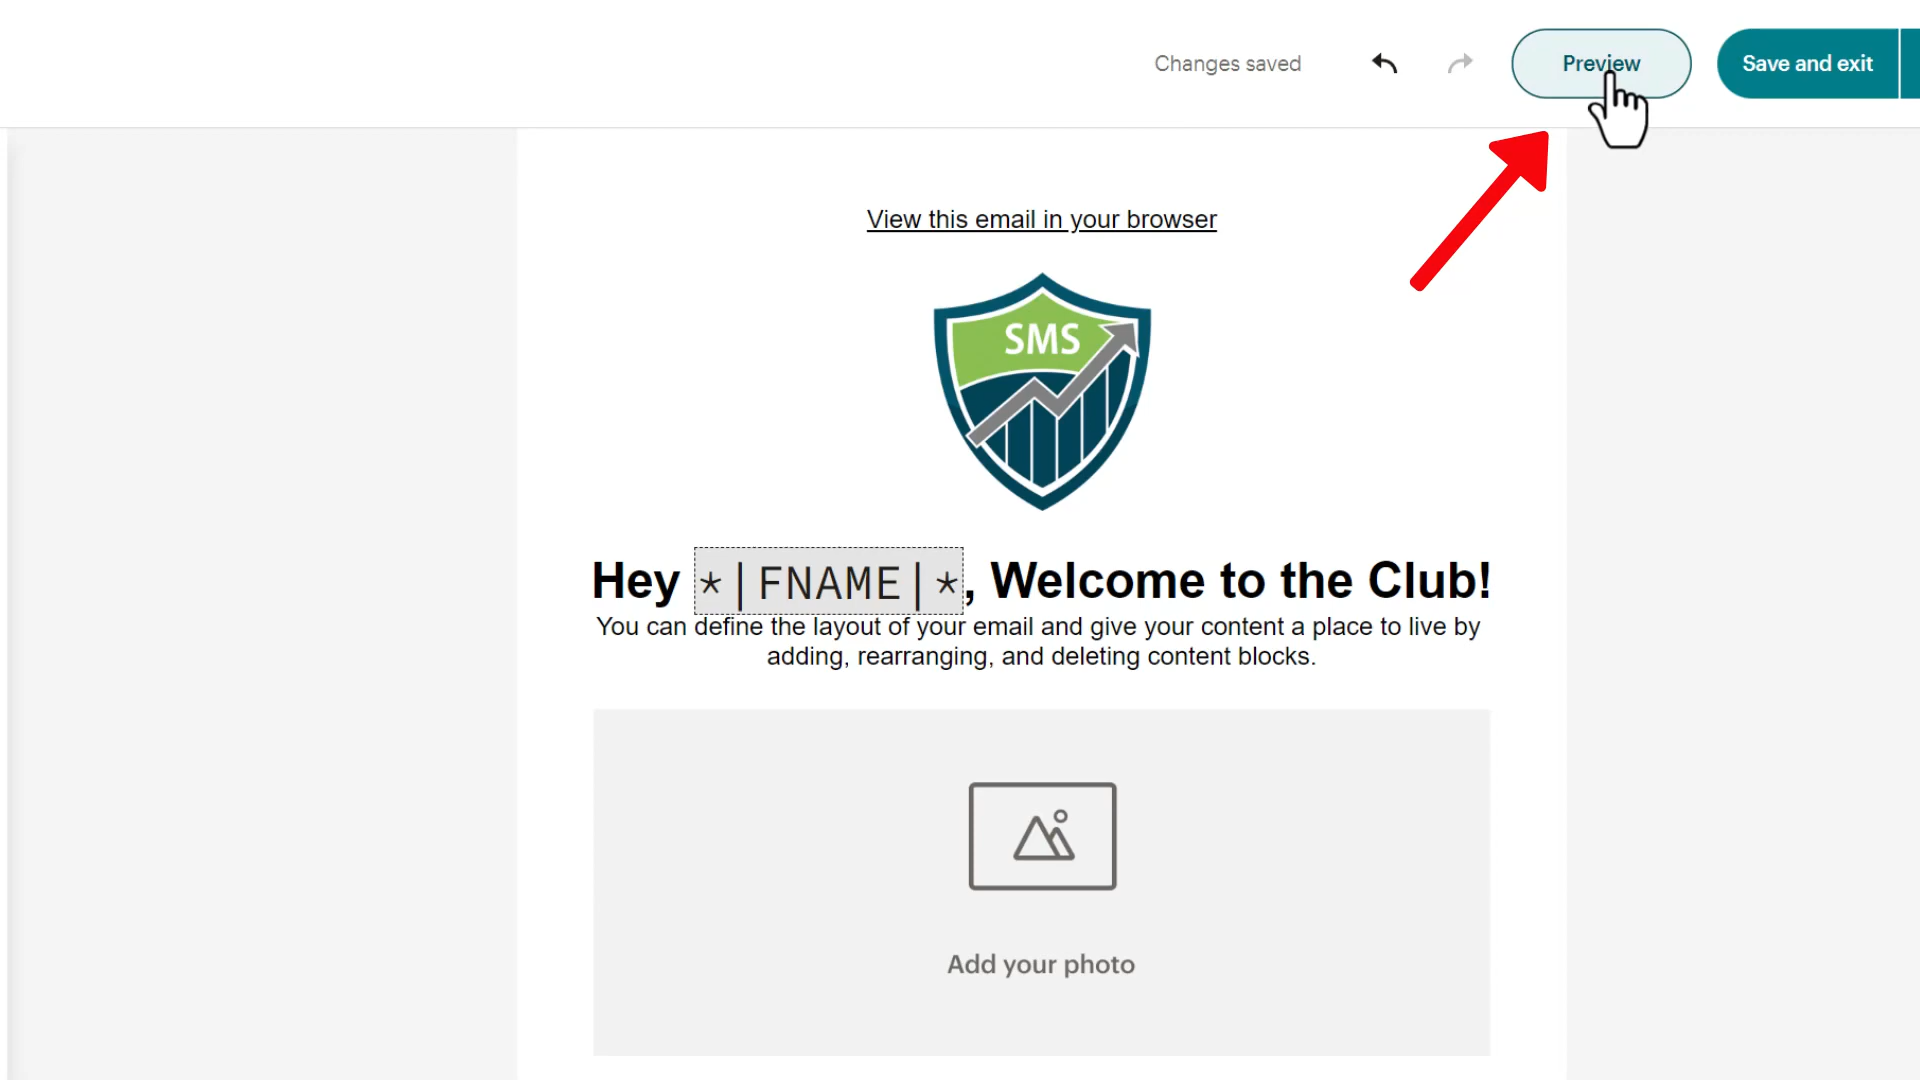 Changes saved
Preview
Save and exit
View this email in your browser
SMS
Hey *|FNAME|*, Welcome to the Club!
You can define the layout of your email and give your content a place to live by
adding, rearranging, and deleting content blocks.
Add your photo